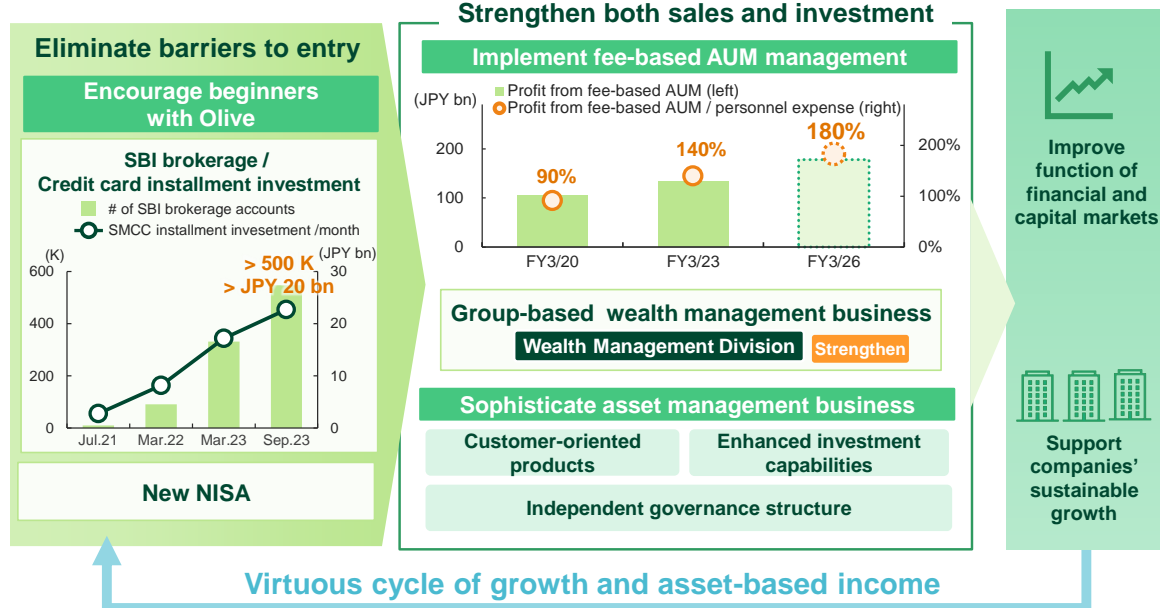 Eliminate barriers to entry
Encourage beginners
with Olive
SBI brokerage /
Credit card installment investment
# of SBI brokerage accounts
SMCC installment invesetment /month
(K)
(JPY bn)
> 500 K
> JPY 20 bn
600
400
200
0
30
20
10
0
Jul.21
Mar.22
Mar.23
Sep.23
New NISA
Strengthen both sales and investment
Implement fee-based AUM management
(JPY bn)
Profit from fee-based AUM (left)
Profit from fee-based AUM / personnel expense (right)
200
100
0
90%
140%
180%
200%
100%
0%
FY3/20
FY3/23
FY3/26
Group-based wealth management business
Wealth Management Division
Strengthen
Sophisticate asset management business
Customer-oriented
products
Enhanced investment
capabilities
Independent governance structure
Improve
function of
financial and
capital markets
Support
companies’
sustainable
growth
Virtuous cycle of growth and asset-based income